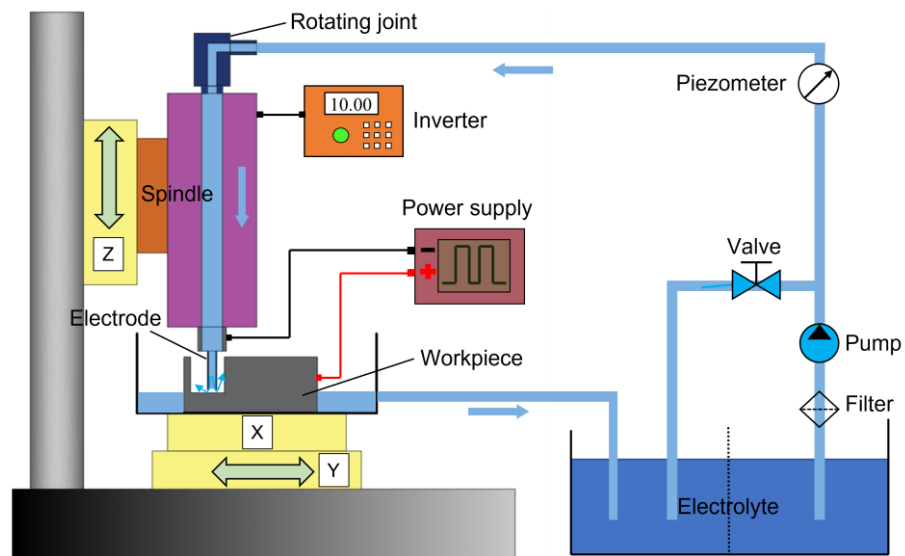 Rotating joint
10.00
Inverter
Piezometer
Spindle
Z
Power supply
Valve
Electrode
Workpiece
Pump
Filter
X
Y
Electrolyte